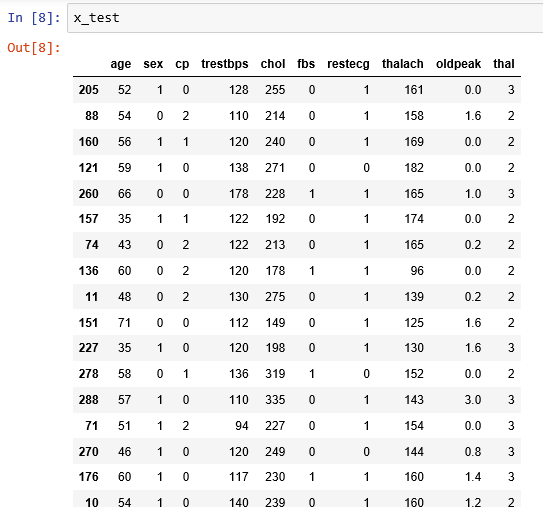 In [8]: x_test
Out[8]:
age sex cp trestbps chol fbs restecg thalach oldpeak thal
205 52 1 0 128 255 0 1 161 0.0 3
88 54 0 2 110 214 0 1 158 1.6 2
160 56 1 1 120 240 0 1 169 0.0 2
121 59 1 0 138 271 0 0 182 0.0 2
260 66 0 0 178 228 1 1 165 1.0 3
157 35 1 1 122 192 0 1 174 0.0 2
74 43 0 2 122 213 0 1 165 0.2 2
136 60 0 2 120 178 1 1 96 0.0 2
11 48 0 2 130 275 0 1 139 0.2 2
151 71 0 0 112 149 0 1 125 1.6 2
227 35 1 0 120 198 0 1 130 1.6 3
278 58 0 1 136 319 1 0 152 0.0 2
288 57 1 0 110 335 0 1 143 3.0 3
71 51 1 2 94 227 0 1 154 0.0 3
270 46 1 0 120 249 0 0 144 0.8 3
176 60 1 0 117 230 1 1 160 1.4 3
10 54 1 0 140 239 0 1 160 1.2 2